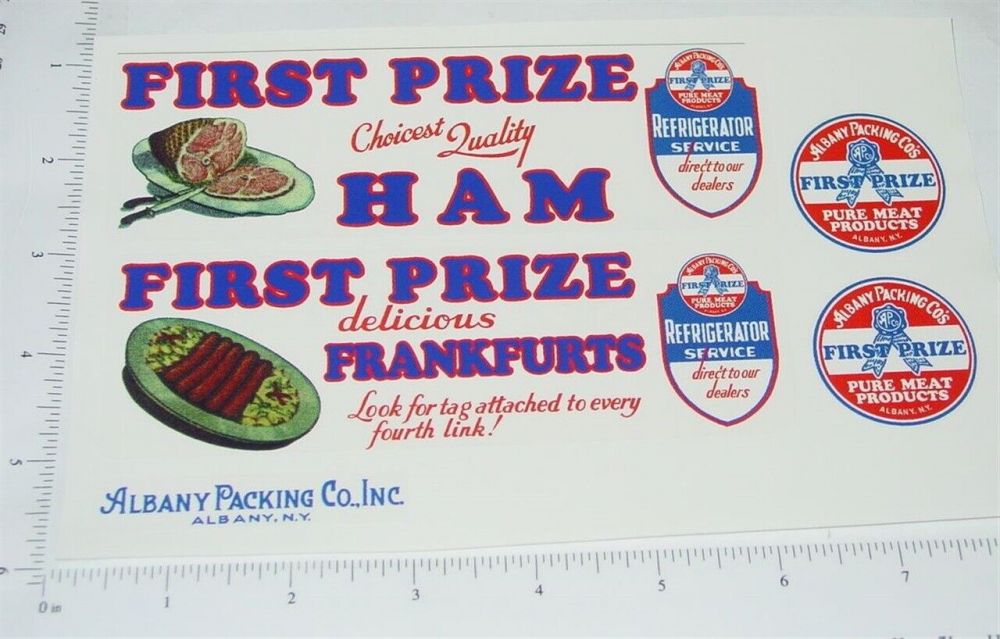 FIRST PRIZE
Choicest Quality
HAM
ALBANY PACKING CO'S
FIRST PRIZE
PURE MEAT
PRODUCTS
REFRIGERATOR
SERVICE
direct to our
dealers
ALBANY PACKING CO'S
FIRST PRIZE
PURE MEAT
PRODUCTS
ALBANY, N.Y.
FIRST PRIZE
delicious
FRANKFURTS
Look for tag attached to every
fourth link!
ALBANY PACKING CO'S
FIRST PRIZE
PURE MEAT
PRODUCTS
REFRIGERATOR
SERVICE
direct to our
dealers
ALBANY PACKING CO'S
FIRST PRIZE
PURE MEAT
PRODUCTS
ALBANY, N.Y.
ALBANY PACKING CO., INC.
ALBANY, N.Y.
1
2
3
4
5
6
0 in
1
2
3
4
5
6
7